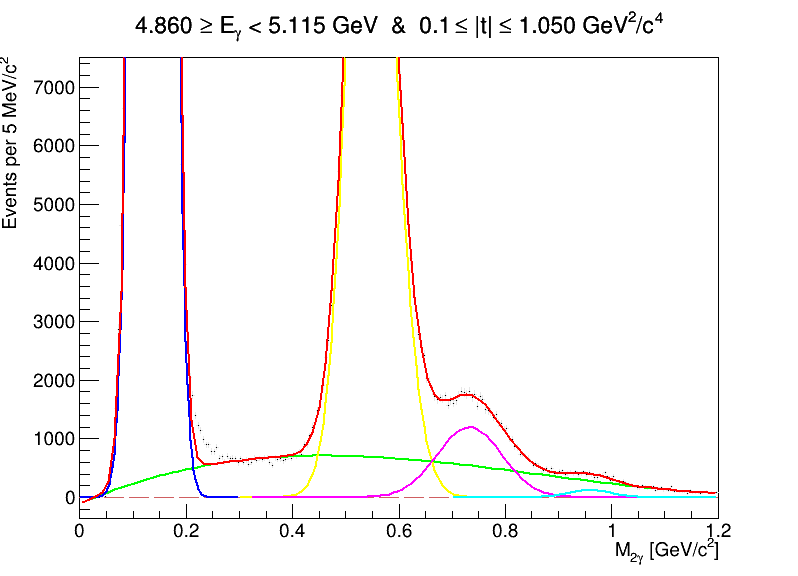 4.860 ≥ Eγ < 5.115 GeV & 0.1 ≤ |t| ≤ 1.050 GeV²/c⁴
Events per 5 MeV/c²
7000
6000
5000
4000
3000
2000
1000
0
0 0.2 0.4 0.6 0.8 1 1.2
M2γ [GeV/c²]